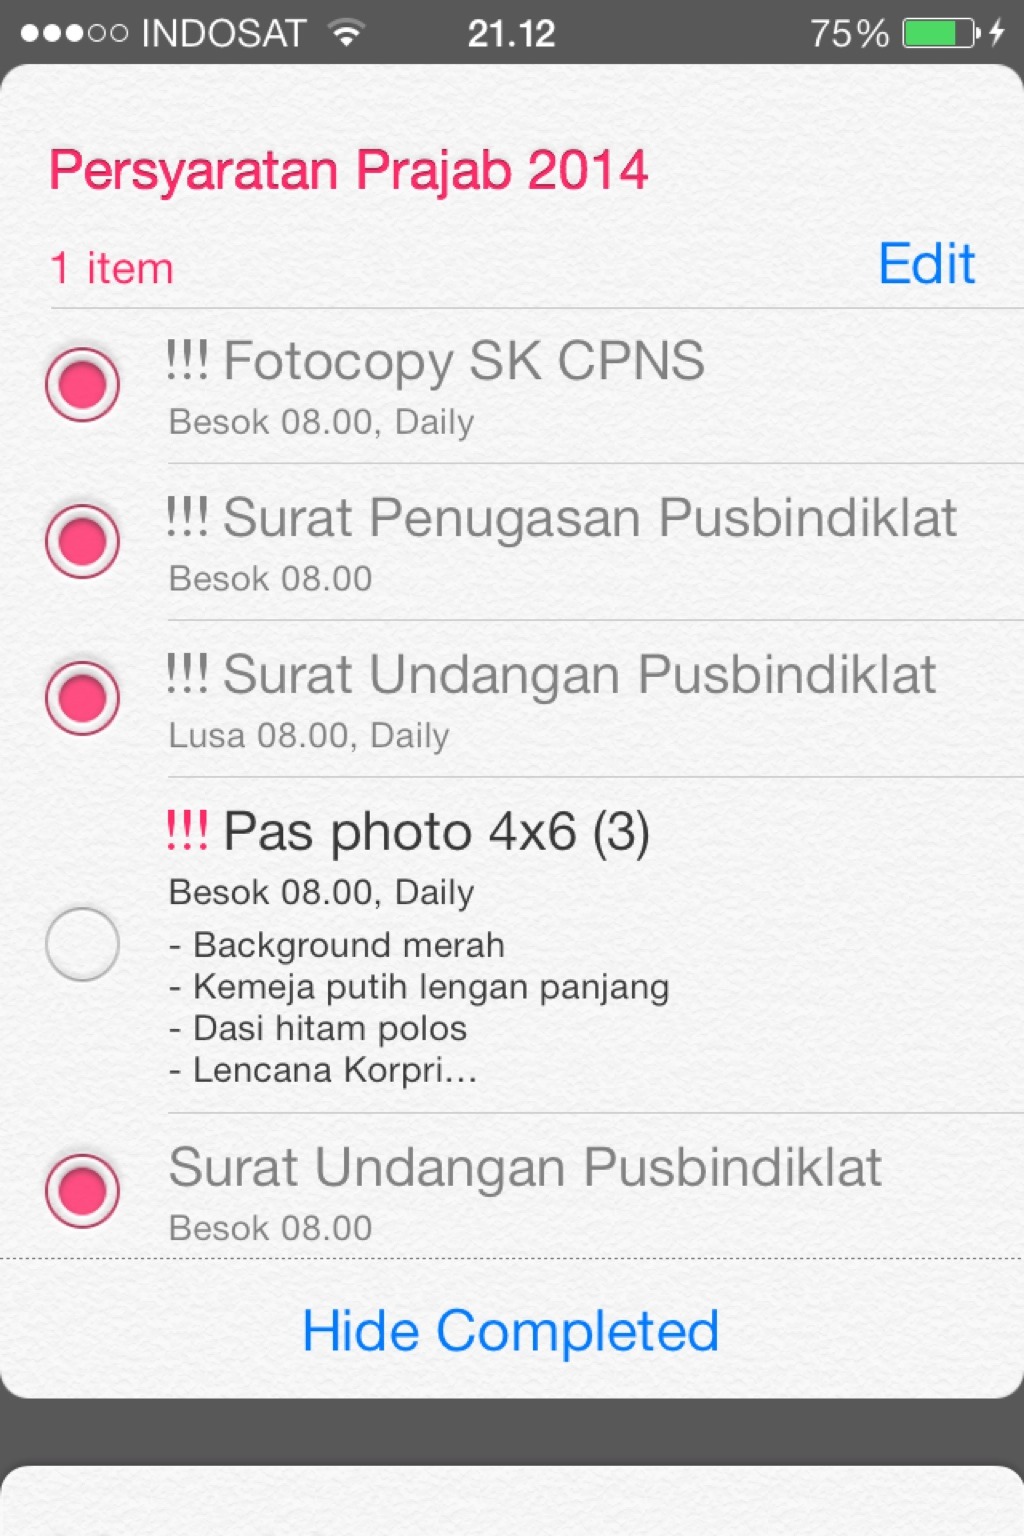 INDOSAT 21.12 75%
Persyaratan Prajab 2014
1 item Edit
!!! Fotocopy SK CPNS
Besok 08.00, Daily
!!! Surat Penugasan Pusbindiklat
Besok 08.00
!!! Surat Undangan Pusbindiklat
Lusa 08.00, Daily
!!! Pas photo 4x6 (3)
Besok 08.00, Daily
- Background merah
- Kemeja putih lengan panjang
- Dasi hitam polos
- Lencana Korpri...
Surat Undangan Pusbindiklat
Besok 08.00
Hide Completed